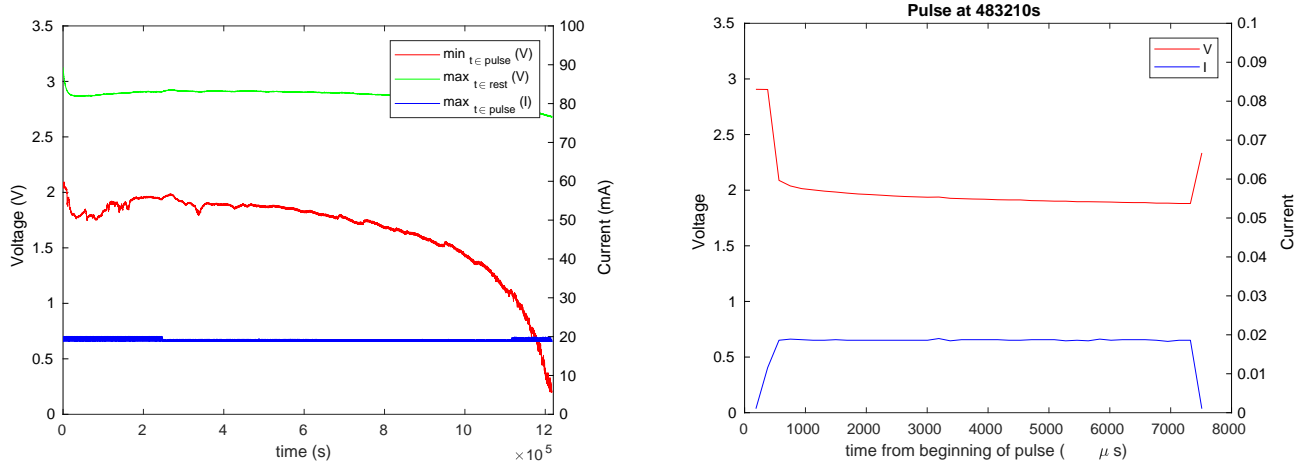 3.5
3
2.5
2
1.5
1
0.5
0
Voltage (V)
100
90
80
70
60
50
40
30
20
10
0
Current (mA)
min t∈ pulse (V)
max t∈ rest (V)
max t∈ pulse (I)
0 2 4 6 8 10 12
time (s)
×10^5
Pulse at 483210s
3.5
3
2.5
2
1.5
1
0.5
0
Voltage
0.1
0.09
0.08
0.07
0.06
0.05
0.04
0.03
0.02
0.01
0
Current
V
I
0 1000 2000 3000 4000 5000 6000 7000 8000
time from beginning of pulse ( μ s)